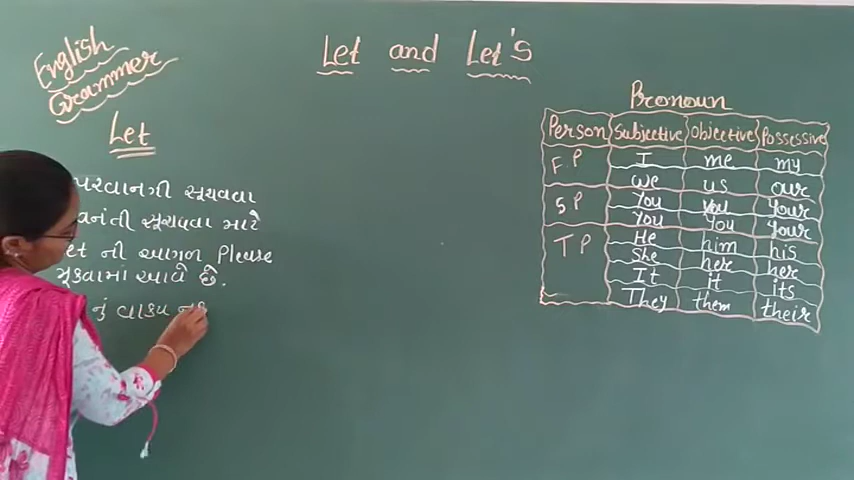 English
Grammer
Let and Let's
Let
પરવાનગી સૂચવવા
સૂચવવા માટે
ની આગળ Please
મૂકવામાં આવે છે.
નું વાક્ય
Pronoun
Person Subjective Objective Possessive
F.P I me my
we us our
S P You you your
You you your
T P He him his
She her her
It it its
They them their